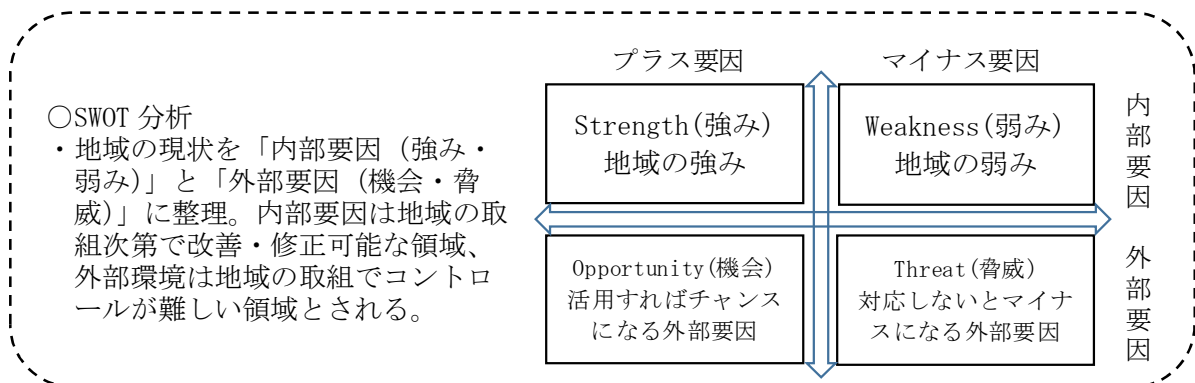 ○SWOT 分析
・地域の現状を「内部要因（強み・
弱み）」と「外部要因（機会・脅
威）」に整理。内部要因は地域の取
組次第で改善・修正可能な領域、
外部環境は地域の取組でコントロ
ールが難しい領域とされる。
プラス要因
マイナス要因
Strength(強み)
地域の強み
Weakness(弱み)
地域の弱み
内部要因
Opportunity(機会)
活用すればチャンス
になる外部要因
Threat(脅威)
対応しないとマイナ
スになる外部要因
外部要因